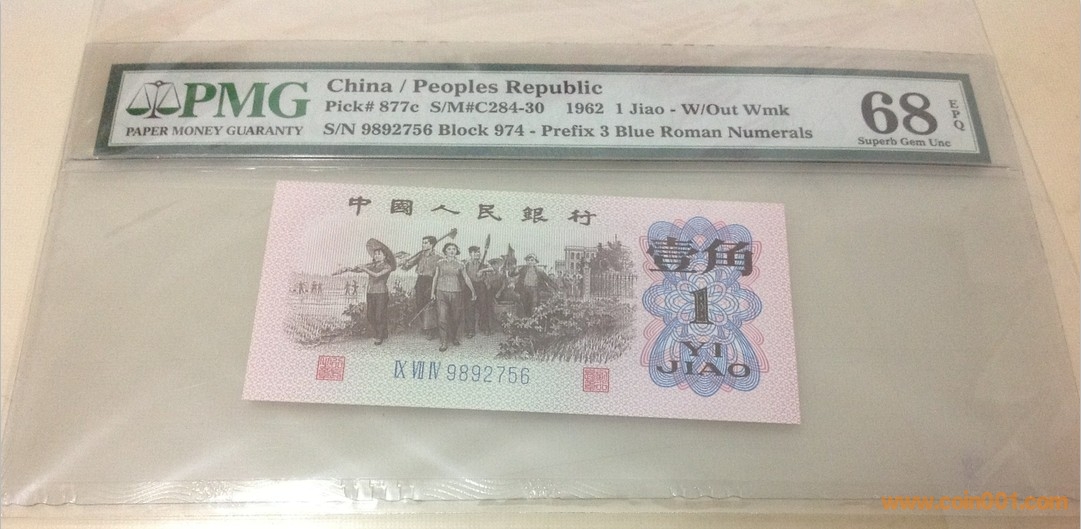 PMG
PAPER MONEY GUARANTY
China / Peoples Republic
Pick# 877c S/M#C284-30 1962 1 Jiao - W/Out Wmk
S/N 9892756 Block 974 - Prefix 3 Blue Roman Numerals
68
EPQ
Superb Gem Unc
中國人民銀行
壹角
1
YI
JIAO
IX VII IV 9892756
www.coin001.com